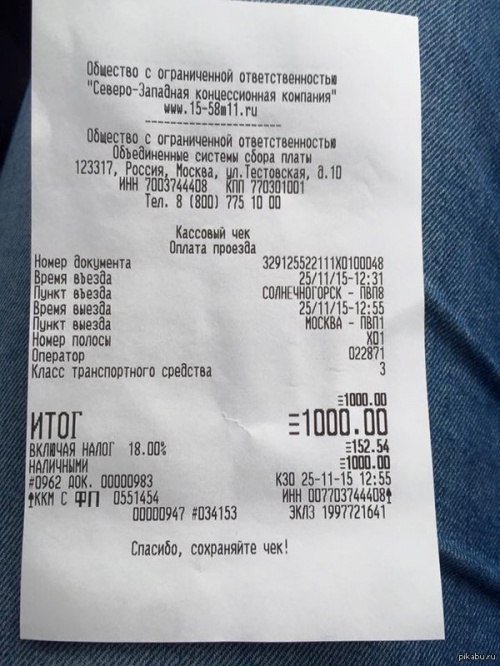 Общество с ограниченной ответственностью
"Северо-Западная концессионная компания"
www.15-58m11.ru
Общество с ограниченной ответственностью
Объединенные системы сбора платы
123317, Россия, Москва, ул.Тестовская, д.10
ИНН 7003744408 КПП 770301001
Тел. 8 (800) 775 10 00
Кассовый чек
Оплата проезда
Номер документа 329125522111X0100048
Время въезда 25/11/15-12:31
Пункт въезда СОЛНЕЧНОГОРСК - ПВП8
Время выезда 25/11/15-12:55
Пункт выезда МОСКВА - ПВП1
Номер полосы X01
Оператор 022871
Класс транспортного средства 3
≡1000.00
ИТОГ ≡1000.00
ВКЛЮЧАЯ НАЛОГ 18.00% ≡152.54
НАЛИЧНЫМИ ≡1000.00
#0962 ДОК. 00000983 КЗО 25-11-15 12:55
ККМ С ФП 0551454 ИНН 007703744408
00000947 #034153 ЭКЛЗ 1997721641
Спасибо, сохраняйте чек!
pikabu.ru